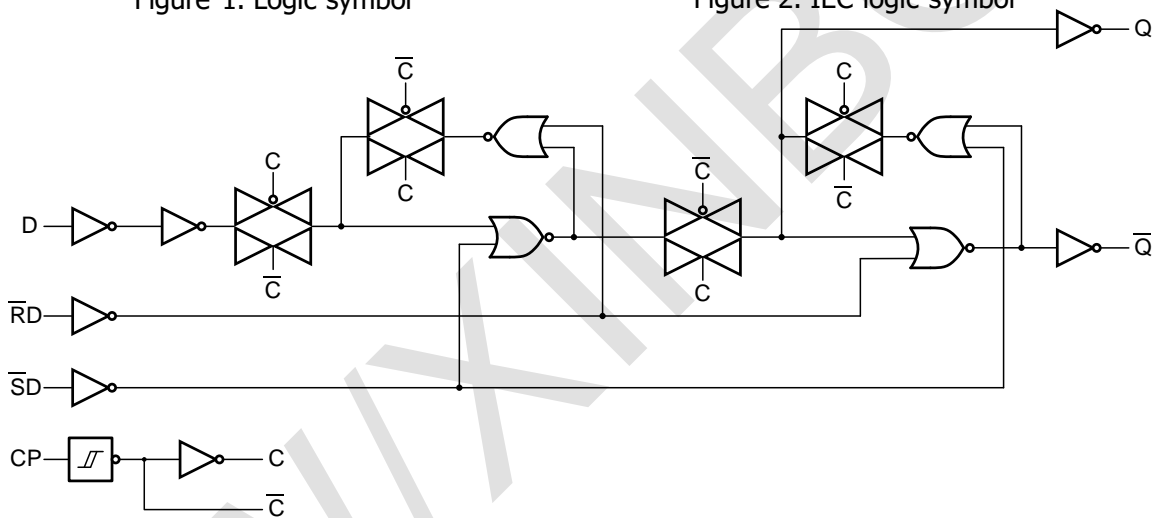 Figure 1. Logic symbol
Figure 2. IEC logic symbol
Q
C̅
C
C
C
C̅
C̅
D
C̅
C
Q̅
R̅D
S̅D
CP
C
C̅